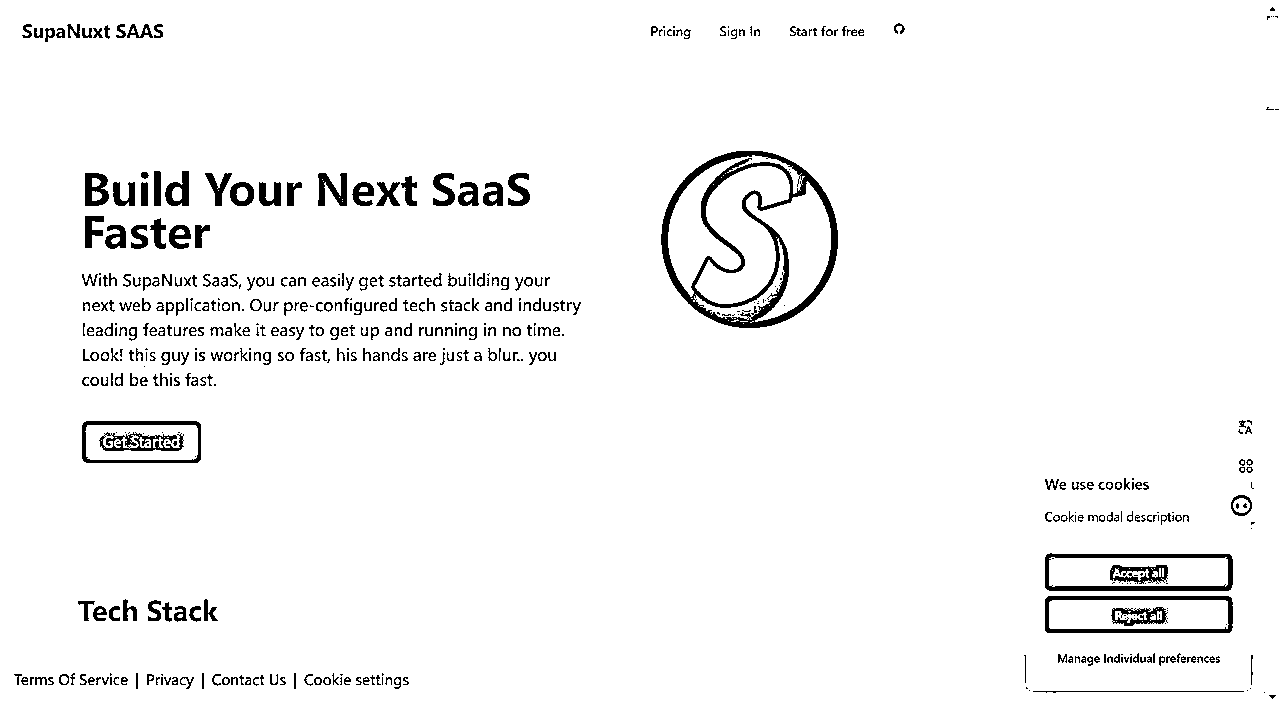 SupaNuxt SAAS
Pricing
Sign In
Start for free
Build Your Next SaaS
Faster
With SupaNuxt SaaS, you can easily get started building your
next web application. Our pre-configured tech stack and industry
leading features make it easy to get up and running in no time.
Look! this guy is working so fast, his hands are just a blur.. you
could be this fast.
Get Started
We use cookies
Cookie modal description
Accept all
Reject all
Manage Individual preferences
Tech Stack
Terms Of Service | Privacy | Contact Us | Cookie settings